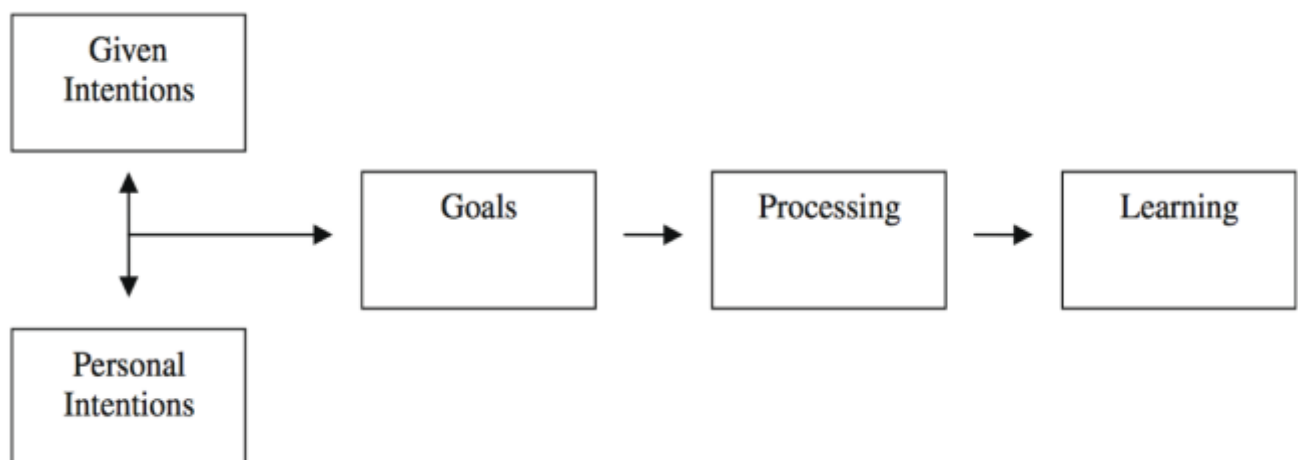 Given
Intentions
Goals
Processing
Learning
Personal
Intentions